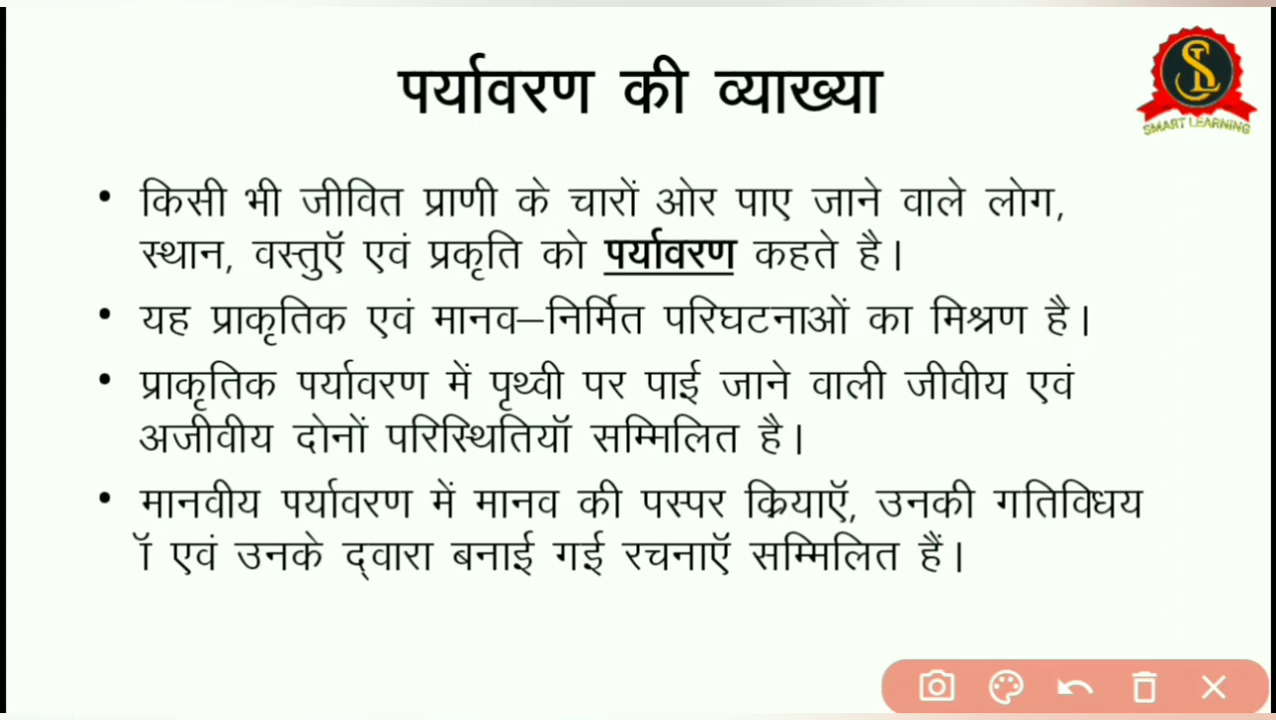 पर्यावरण की व्याख्या
SMART LEARNING
• किसी भी जीवित प्राणी के चारों ओर पाए जाने वाले लोग,
स्थान, वस्तुऍ एवं प्रकृति को पर्यावरण कहते है।
• यह प्राकृतिक एवं मानव–निर्मित परिघटनाओं का मिश्रण है।
• प्राकृतिक पर्यावरण में पृथ्वी पर पाई जाने वाली जीवीय एवं
अजीवीय दोनों परिस्थितियॉ सम्मिलित है।
• मानवीय पर्यावरण में मानव की पस्पर क्रियाऍ, उनकी गतिविधय
ॉ एवं उनके द्वारा बनाई गई रचनाऍ सम्मिलित हैं।